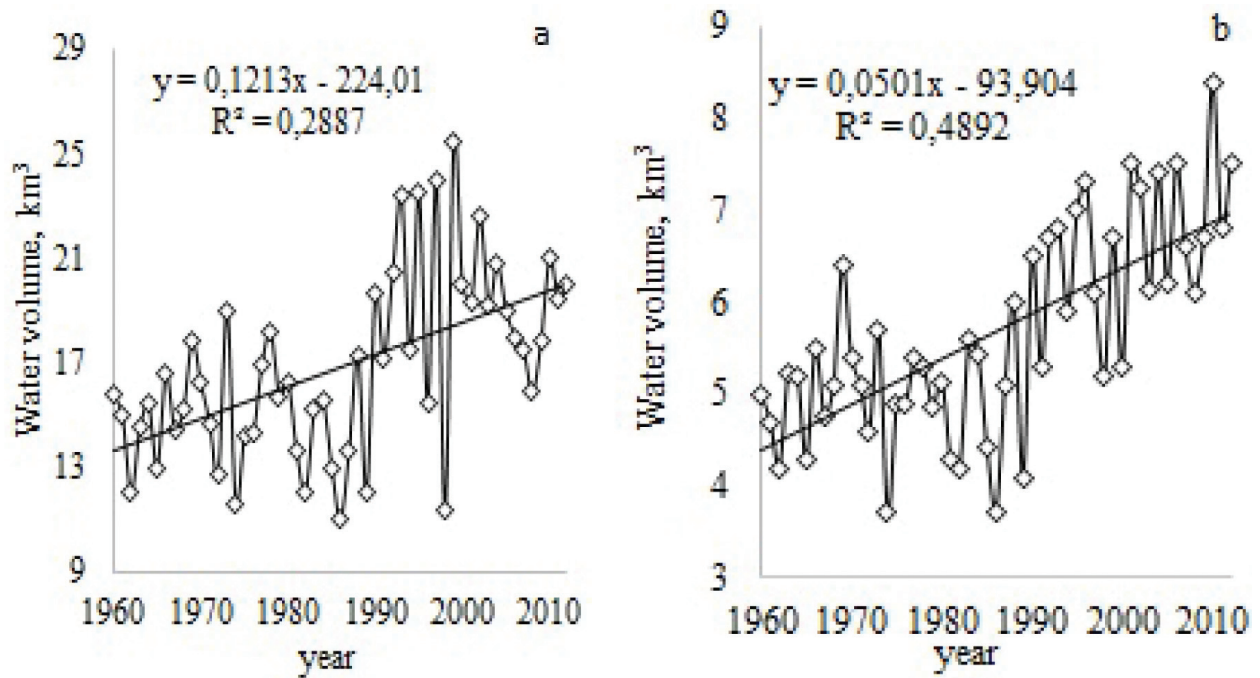 a
29
25
21
17
13
9
y = 0,1213x - 224,01
R² = 0,2887
Water volume, km³
1960 1970 1980 1990 2000 2010
year
b
9
8
7
6
5
4
3
y = 0,0501x - 93,904
R² = 0,4892
Water volume, km³
1960 1970 1980 1990 2000 2010
year